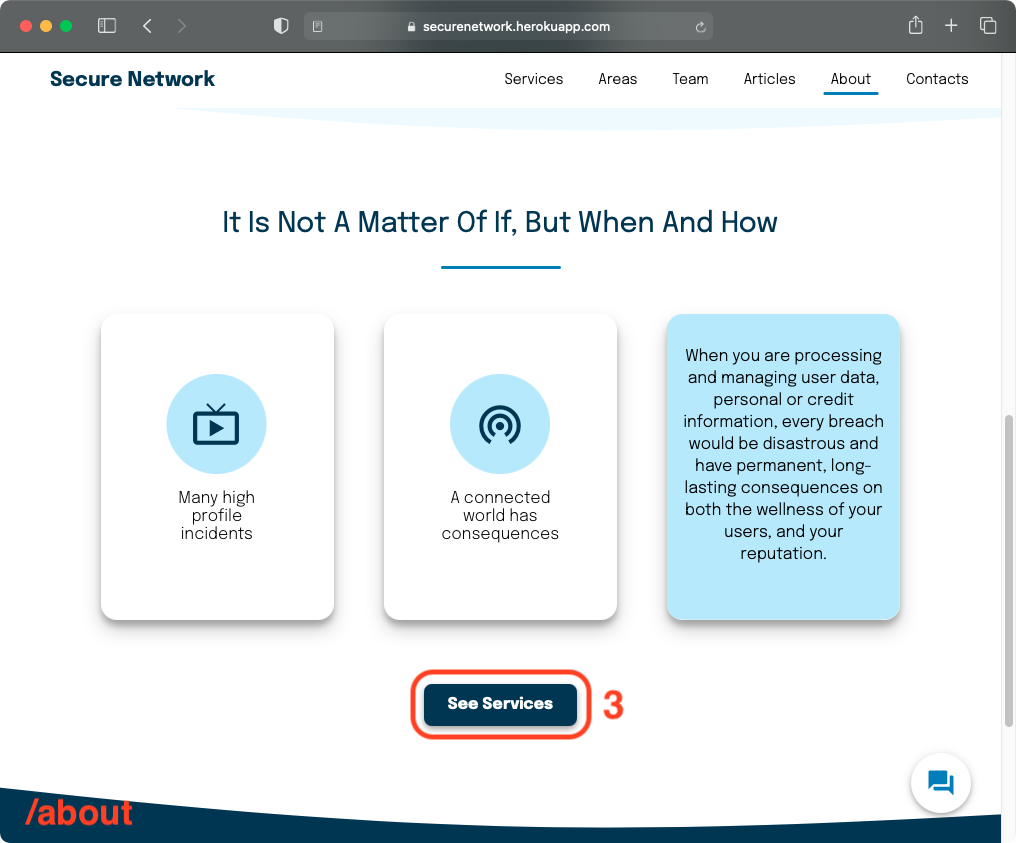 securenetwork.herokuapp.com
Secure Network
Services
Areas
Team
Articles
About
Contacts
It Is Not A Matter Of If, But When And How
Many high
profile
incidents
A connected
world has
consequences
When you are processing
and managing user data,
personal or credit
information, every breach
would be disastrous and
have permanent, long-
lasting consequences on
both the wellness of your
users, and your
reputation.
See Services
3
/about